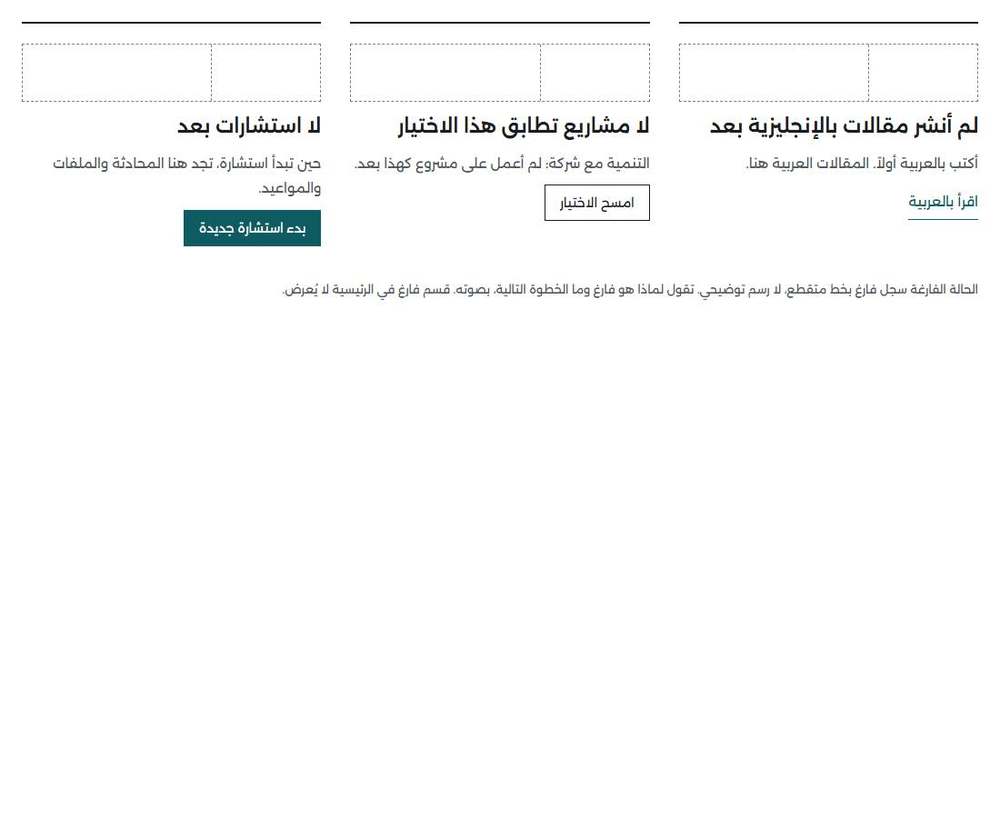 لم أنشر مقالات بالإنجليزية بعد
أكتب بالعربية أولاً. المقالات العربية هنا.
اقرأ بالعربية
لا مشاريع تطابق هذا الاختيار
التنمية مع شركة: لم أعمل على مشروع كهذا بعد.
امسح الاختيار
لا استشارات بعد
حين تبدأ استشارة، تجد هنا المحادثة والملفات
والمواعيد.
بدء استشارة جديدة
الحالة الفارغة سجل فارغ بخط متقطع، لا رسم توضيحي. تقول لماذا هو فارغ وما الخطوة التالية، بصوته. قسم فارغ في الرئيسية لا يُعرض.